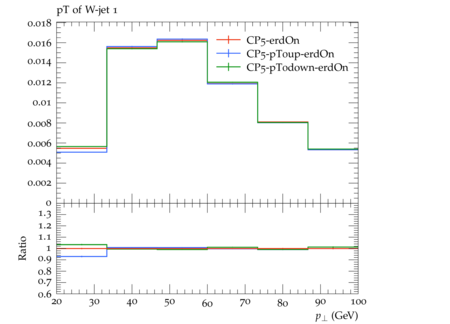 pT of W-jet 1
0.018
0.016
0.014
0.012
0.01
0.008
0.006
0.004
0.002
0
CP5-erdOn
CP5-pToup-erdOn
CP5-pTodown-erdOn
1.3
1.2
1.1
1
0.9
0.8
0.7
0.6
Ratio
20 30 40 50 60 70 80 90 100
p⊥ (GeV)